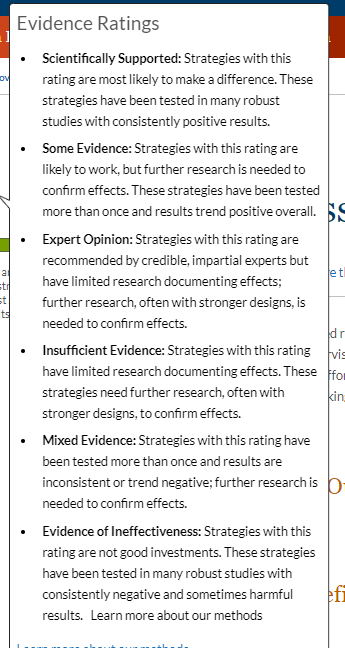 Evidence Ratings
• Scientifically Supported: Strategies with this
rating are most likely to make a difference. These
strategies have been tested in many robust
studies with consistently positive results.
• Some Evidence: Strategies with this rating are
likely to work, but further research is needed to
confirm effects. These strategies have been tested
more than once and results trend positive overall.
• Expert Opinion: Strategies with this rating are
recommended by credible, impartial experts but
have limited research documenting effects;
further research, often with stronger designs, is
needed to confirm effects.
• Insufficient Evidence: Strategies with this rating
have limited research documenting effects. These
strategies need further research, often with
stronger designs, to confirm effects.
• Mixed Evidence: Strategies with this rating have
been tested more than once and results are
inconsistent or trend negative; further research is
needed to confirm effects.
• Evidence of Ineffectiveness: Strategies with this
rating are not good investments. These strategies
have been tested in many robust studies with
consistently negative and sometimes harmful
results. Learn more about our methods